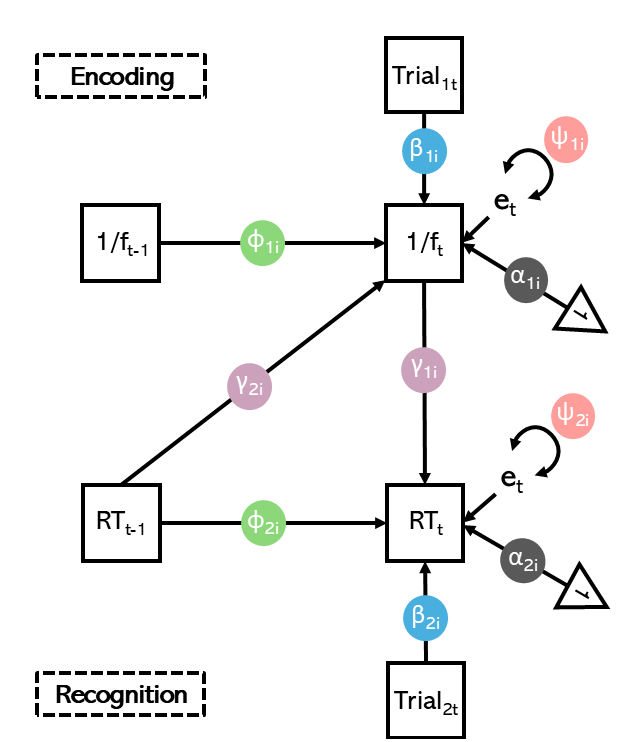 Encoding
Trial1t
β1i
ψ1i
et
1/ft-1
ϕ1i
1/ft
α1i
1
γ2i
γ1i
ψ2i
et
RTt-1
ϕ2i
RTt
α2i
1
β2i
Recognition
Trial2t